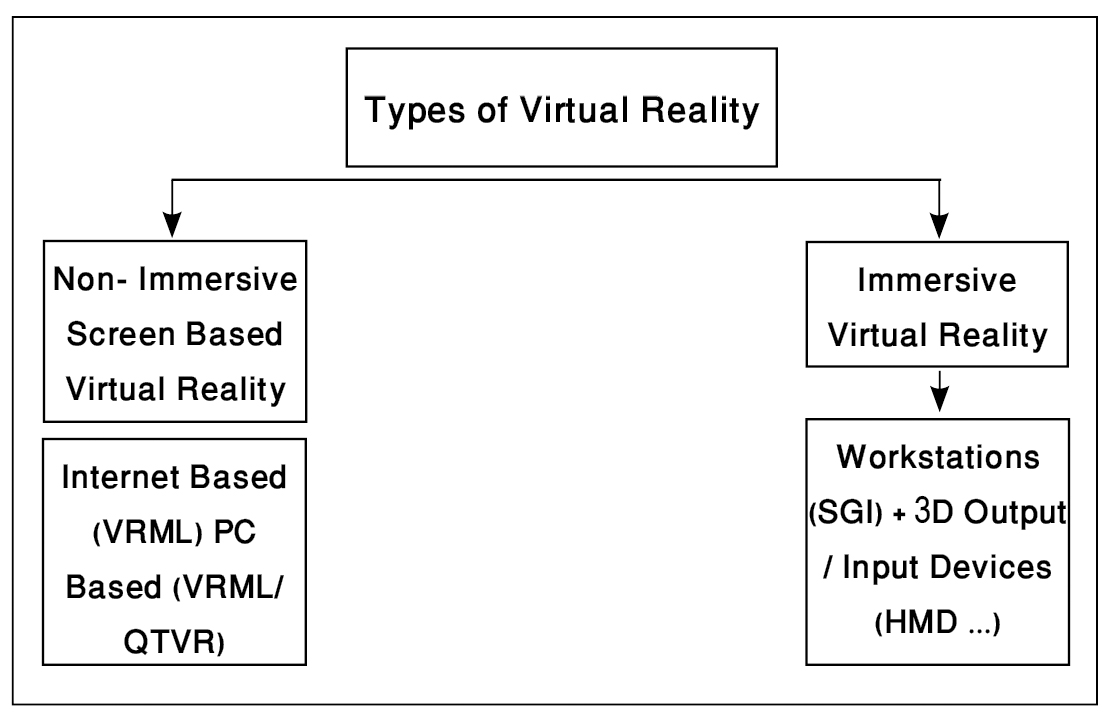 Types of Virtual Reality
Non- Immersive
Screen Based
Virtual Reality
Internet Based
(VRML) PC
Based (VRML/
QTVR)
Immersive
Virtual Reality
Workstations
(SGI) + 3D Output
/ Input Devices
(HMD ...)